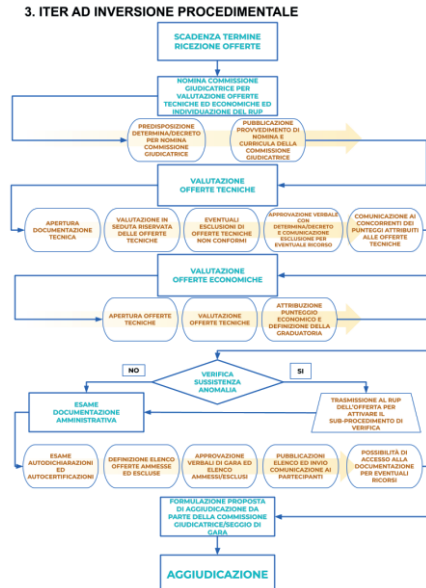 3. ITER AD INVERSIONE PROCEDIMENTALE
SCADENZA TERMINE
RICEZIONE OFFERTE
NOMINA COMMISSIONE
GIUDICATRICE PER
VALUTAZIONE OFFERTE
TECNICHE ED ECONOMICHE ED
INDIVIDUAZIONE DEL RUP
PREDISPOSIZIONE
DETERMINA/DECRETO
PER NOMINA
COMMISSIONE
GIUDICATRICE
PUBBLICAZIONE
PROVVEDIMENTO DI
NOMINA E
CURRICULA DELLA
COMMISSIONE
GIUDICATRICE
VALUTAZIONE
OFFERTE TECNICHE
APERTURA
DOCUMENTAZIONE
TECNICA
VALUTAZIONE IN
SEDUTA RISERVATA
DELLE OFFERTE
TECNICHE
EVENTUALI
ESCLUSIONI DI
OFFERTE TECNICHE
NON CONFORMI
APPROVAZIONE VERBALE
CON
DETERMINA/DECRETO
E COMUNICAZIONE
ESCLUSIONE PER
EVENTUALE RICORSO
COMUNICAZIONE AI
CONCORRENTI DEI
PUNTEGGI ATTRIBUITI
ALLE OFFERTE
TECNICHE
VALUTAZIONE
OFFERTE ECONOMICHE
APERTURA OFFERTE
TECNICHE
VALUTAZIONE
OFFERTE TECNICHE
ATTRIBUZIONE
PUNTEGGIO
ECONOMICO E
DEFINIZIONE DELLA
GRADUATORIA
NO
VERIFICA
SUSSISTENZA
ANOMALIA
SI
ESAME
DOCUMENTAZIONE
AMMINISTRATIVA
TRASMISSIONE AL RUP
DELL'OFFERTA PER
ATTIVARE IL
SUB-PROCEDIMENTO DI
VERIFICA
ESAME
AUTODICHIARAZIONI
ED
AUTOCERTIFICAZIONI
DEFINIZIONE ELENCO
OFFERTE AMMESSE
ED ESCLUSE
APPROVAZIONE
VERBALI DI GARA ED
ELENCO
AMMESSI/ESCLUSI
PUBBLICAZIONI
ELENCO ED INVIO
COMUNICAZIONE AI
PARTECIPANTI
POSSIBILITÀ DI
ACCESSO ALLA
DOCUMENTAZIONE
PER EVENTUALI
RICORSI
FORMULAZIONE PROPOSTA
DI AGGIUDICAZIONE DA
PARTE DELLA COMMISSIONE
GIUDICATRICE/SEGGIO DI
GARA
AGGIUDICAZIONE